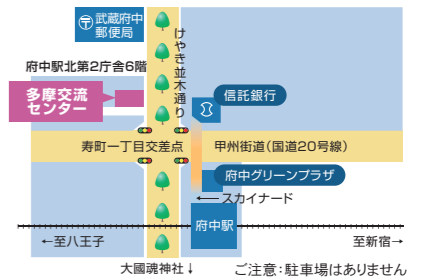 武蔵府中
郵便局
けやき並木通り
府中駅北第2庁舎6階
多摩交流
センター
信託銀行
寿町一丁目交差点
甲州街道(国道20号線)
府中グリーンプラザ
←スカイナード
府中駅
←至八王子
至新宿→
大國魂神社↓
ご注意:駐車場はありません